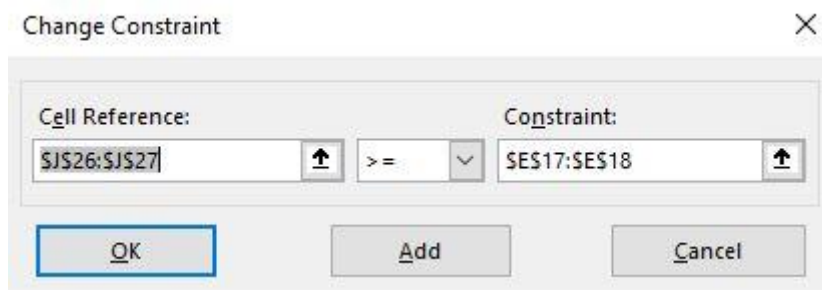 Change Constraint
Cell Reference: Constraint:
$J$26:$J$27 >= $E$17:$E$18
OK Add Cancel